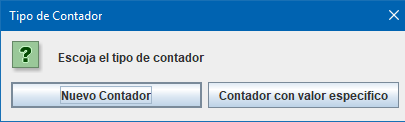 Tipo de Contador
Escoja el tipo de contador
Nuevo Contador
Contador con valor especifico